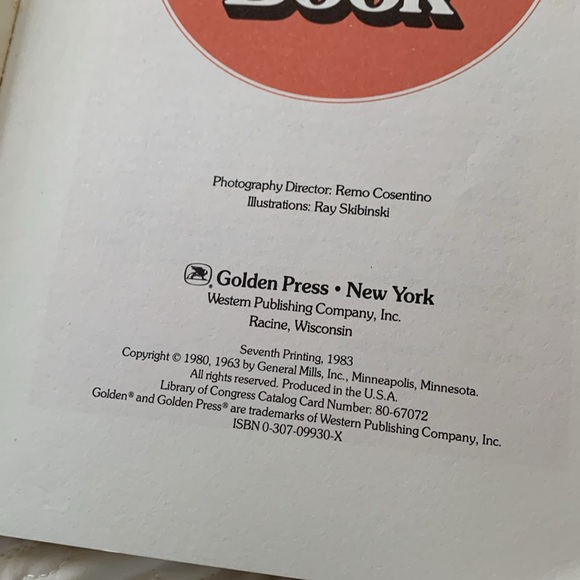 BOOK
Photography Director: Remo Cosentino
Illustrations: Ray Skibinski
Golden Press • New York
Western Publishing Company, Inc.
Racine, Wisconsin
Seventh Printing, 1983
Copyright © 1980, 1963 by General Mills, Inc., Minneapolis, Minnesota.
All rights reserved. Produced in the U.S.A.
Library of Congress Catalog Card Number: 80-67072
Golden® and Golden Press® are trademarks of Western Publishing Company, Inc.
ISBN 0-307-09930-X